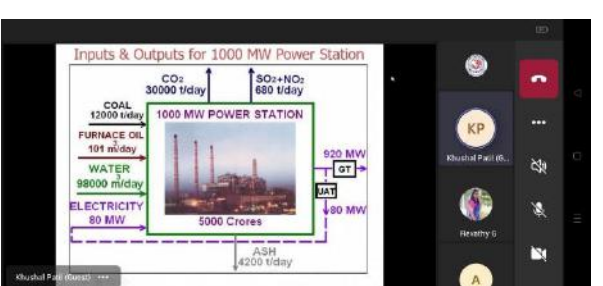 Inputs & Outputs for 1000 MW Power Station
CO2
30000 t/day
SO2+NO2
680 t/day
COAL
12000 t/day
1000 MW POWER STATION
FURNACE OIL
101 m3/day
WATER
98000 m3/day
ELECTRICITY
80 MW
920 MW
GT
UAT
80 MW
5000 Crores
ASH
4200 t/day
Khushal Patil (Guest)
KP
Khushal Patil (G...
Revathy G
A